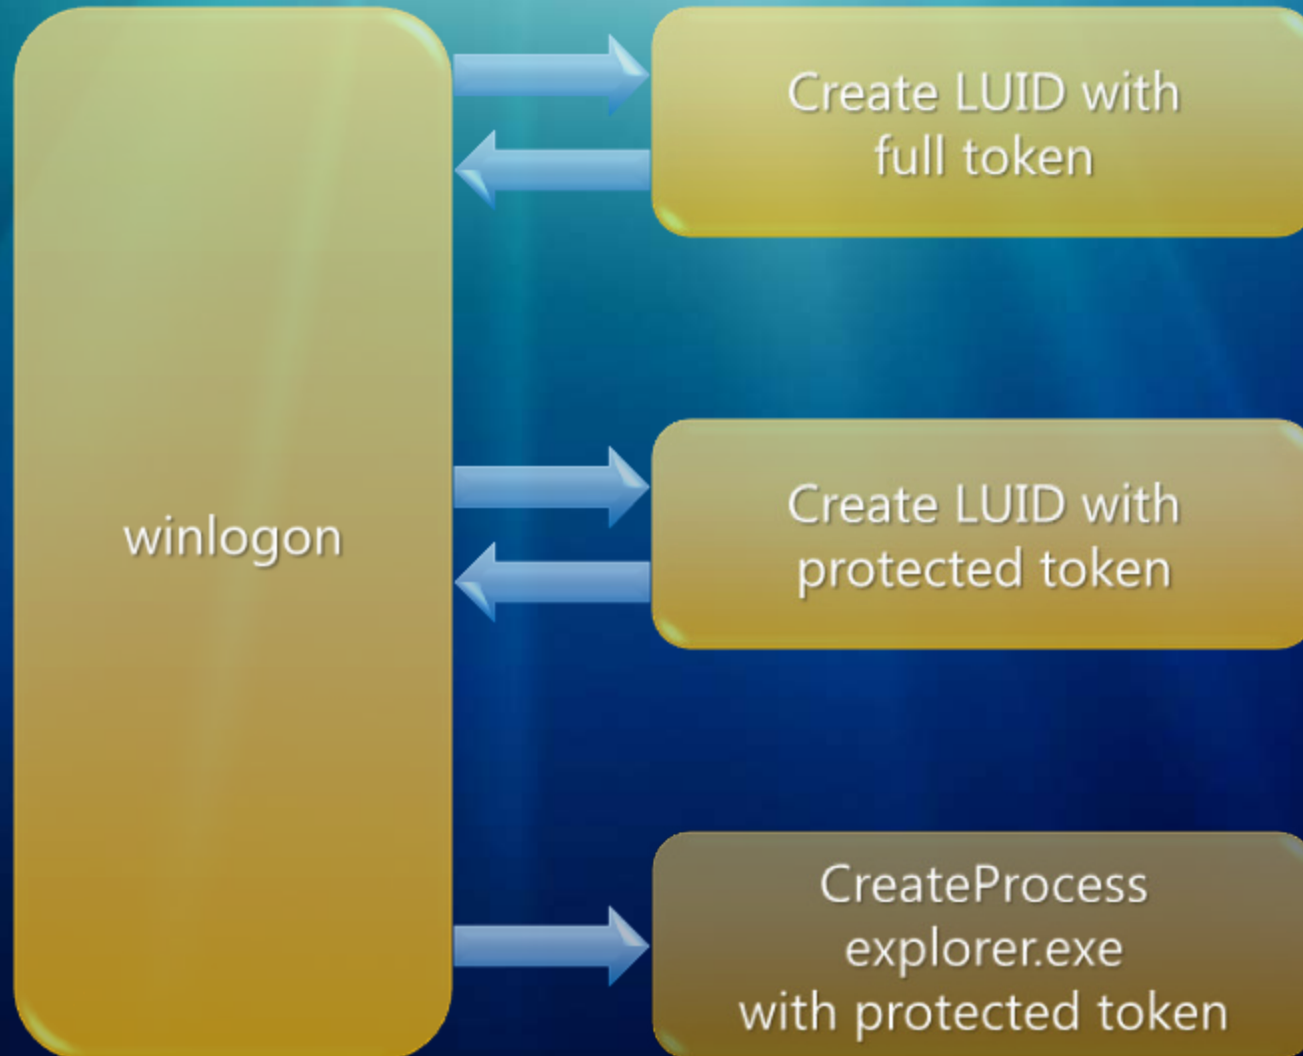 Create LUID with
full token
winlogon
Create LUID with
protected token
CreateProcess
explorer.exe
with protected token